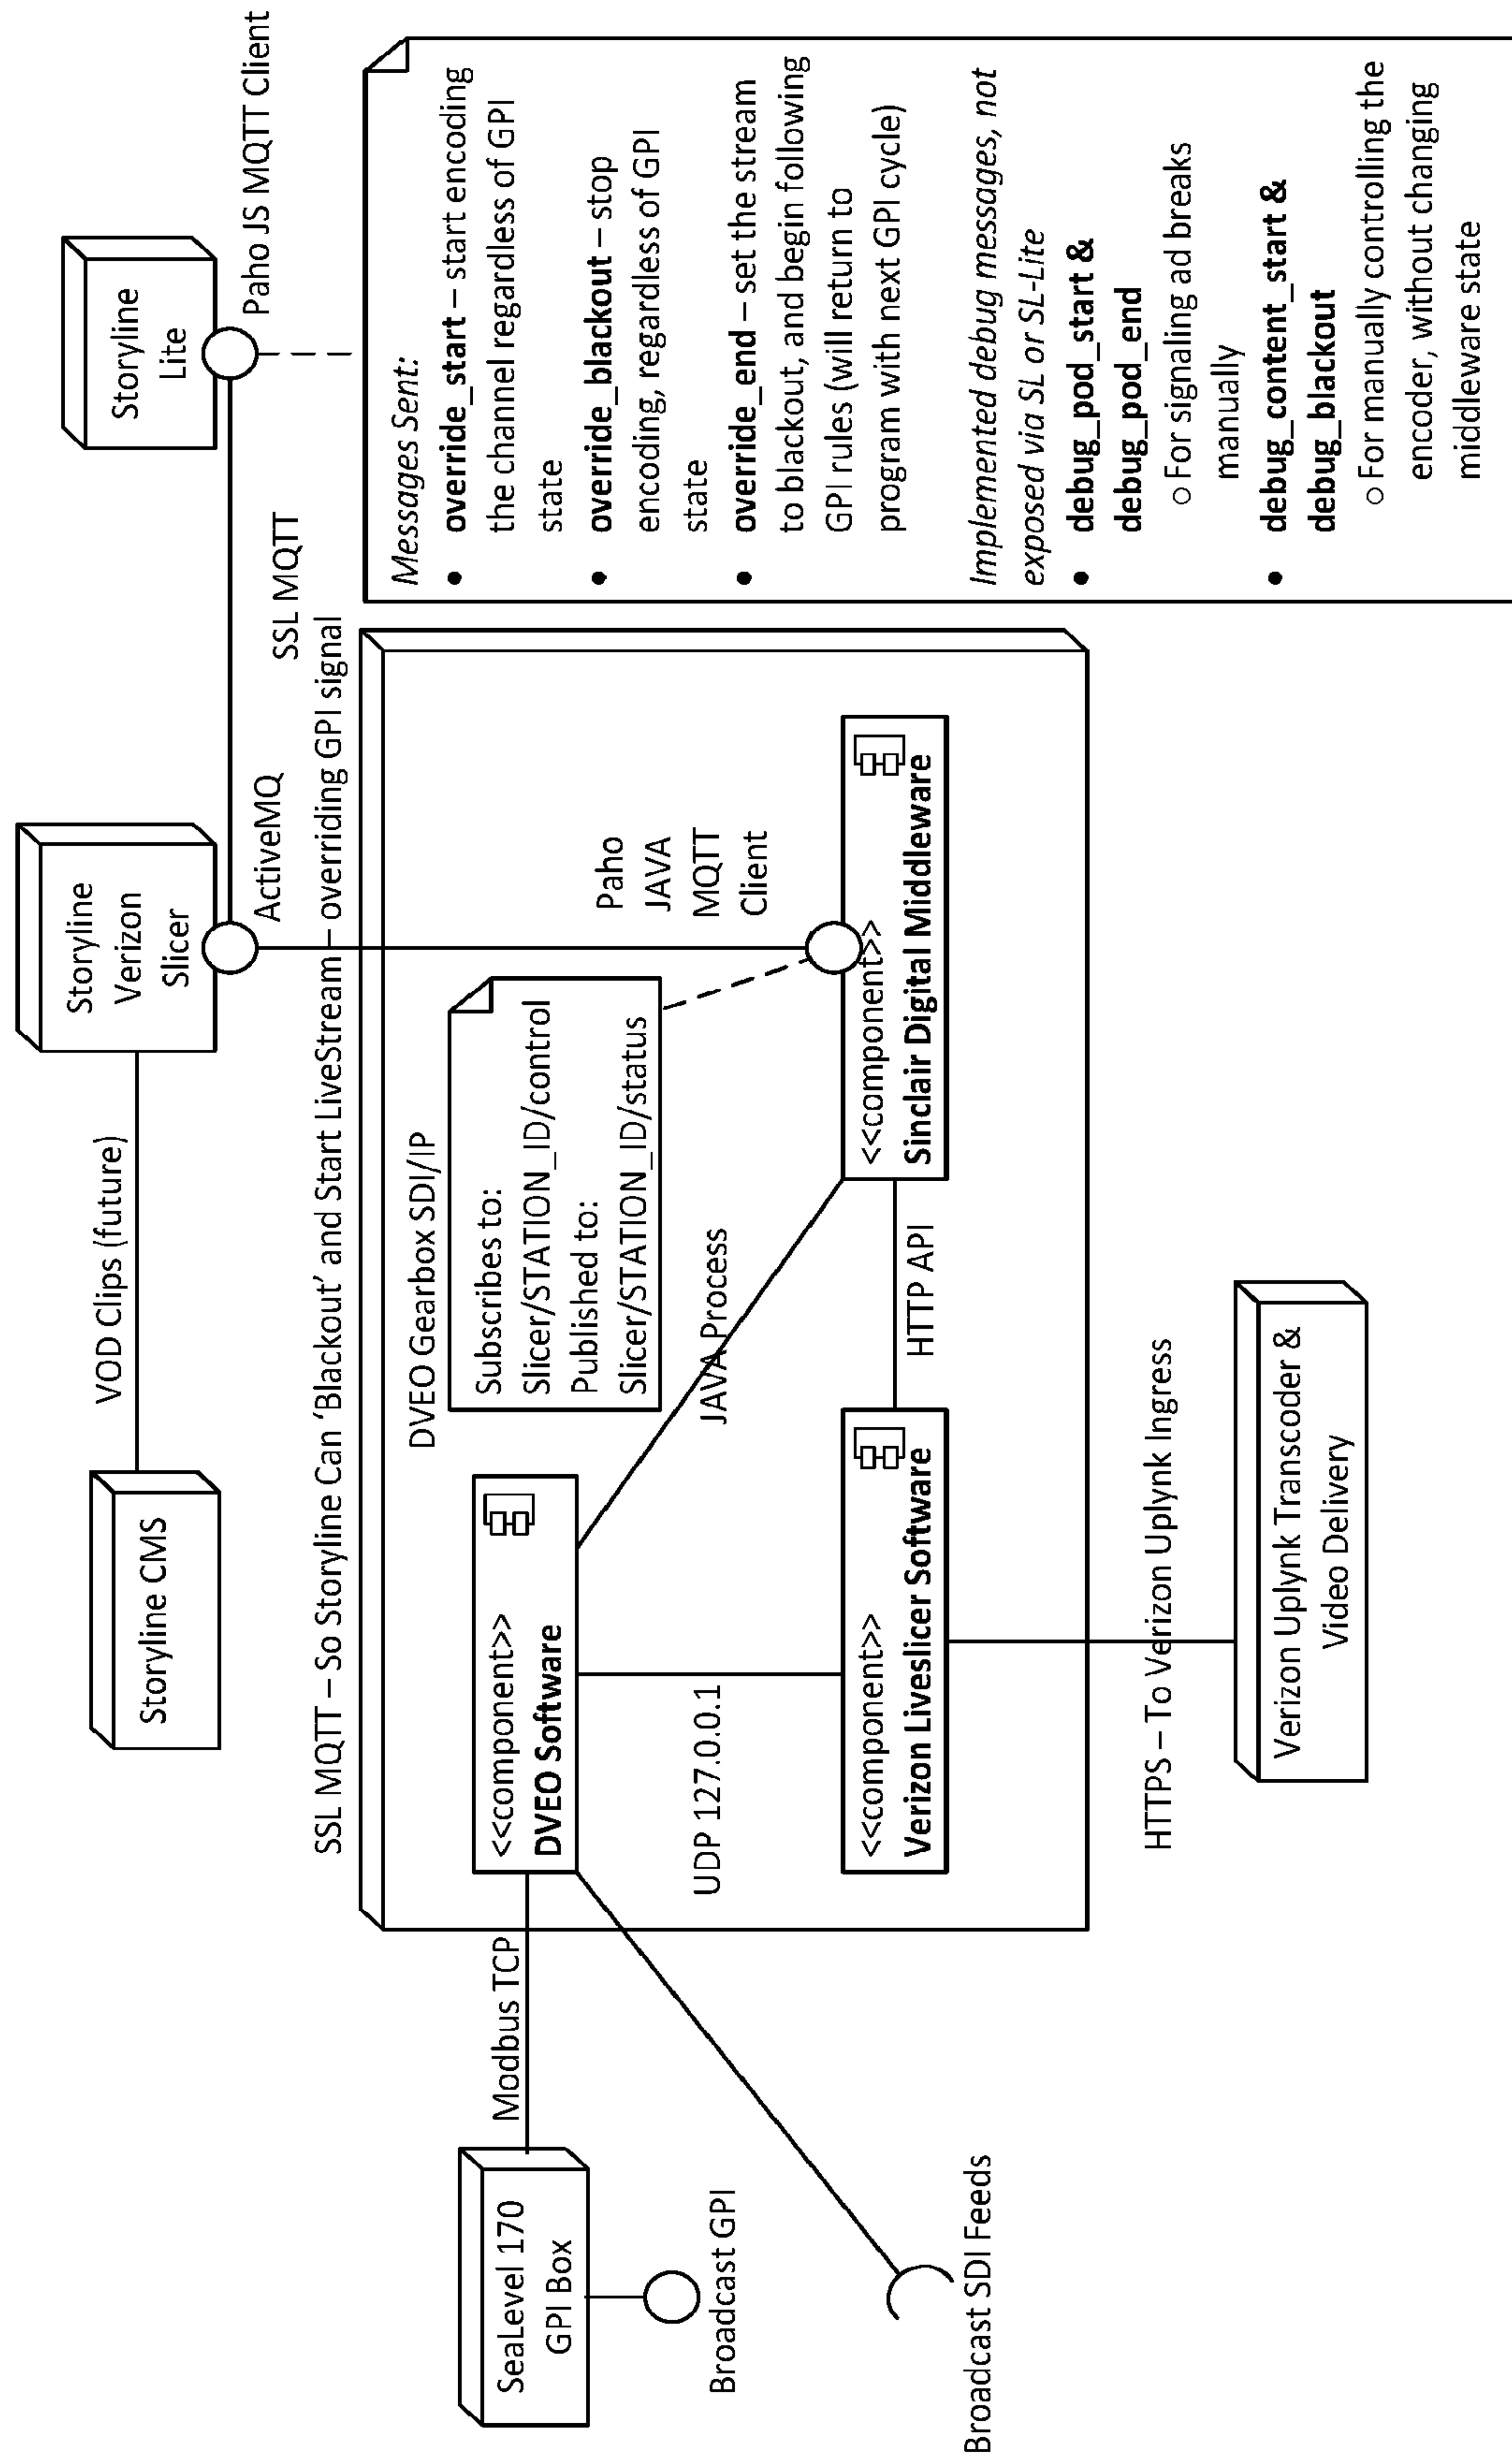 Storyline CMS
VOD Clips (future)
Storyline
Verizon
Slicer
ActiveMQ
SSL MQTT
Storyline
Lite
Paho JS MQTT Client
SSL MQTT – So Storyline Can ‘Blackout’ and Start LiveStream – overriding GPI signal
DVEO Gearbox SDI/IP
SeaLevel 170
GPI Box
Modbus TCP
Broadcast GPI
Broadcast SDI Feeds
<<component>>
DVEO Software
Subscribes to:
Slicer/STATION_ID/control
Published to:
Slicer/STATION_ID/status
Paho
JAVA
MQTT
Client
UDP 127.0.0.1
JAVA Process
<<component>>
Verizon Liveslicer Software
HTTP API
<<component>>
Sinclair Digital Middleware
HTTPS – To Verizon Uplynk Ingress
Verizon Uplynk Transcoder &
Video Delivery
Messages Sent:
• override_start – start encoding
the channel regardless of GPI
state
• override_blackout – stop
encoding, regardless of GPI
state
• override_end – set the stream
to blackout, and begin following
GPI rules (will return to
program with next GPI cycle)
Implemented debug messages, not
exposed via SL or SL-Lite
• debug_pod_start &
debug_pod_end
○ For signaling ad breaks
manually
• debug_content_start &
debug_blackout
○ For manually controlling the
encoder, without changing
middleware state